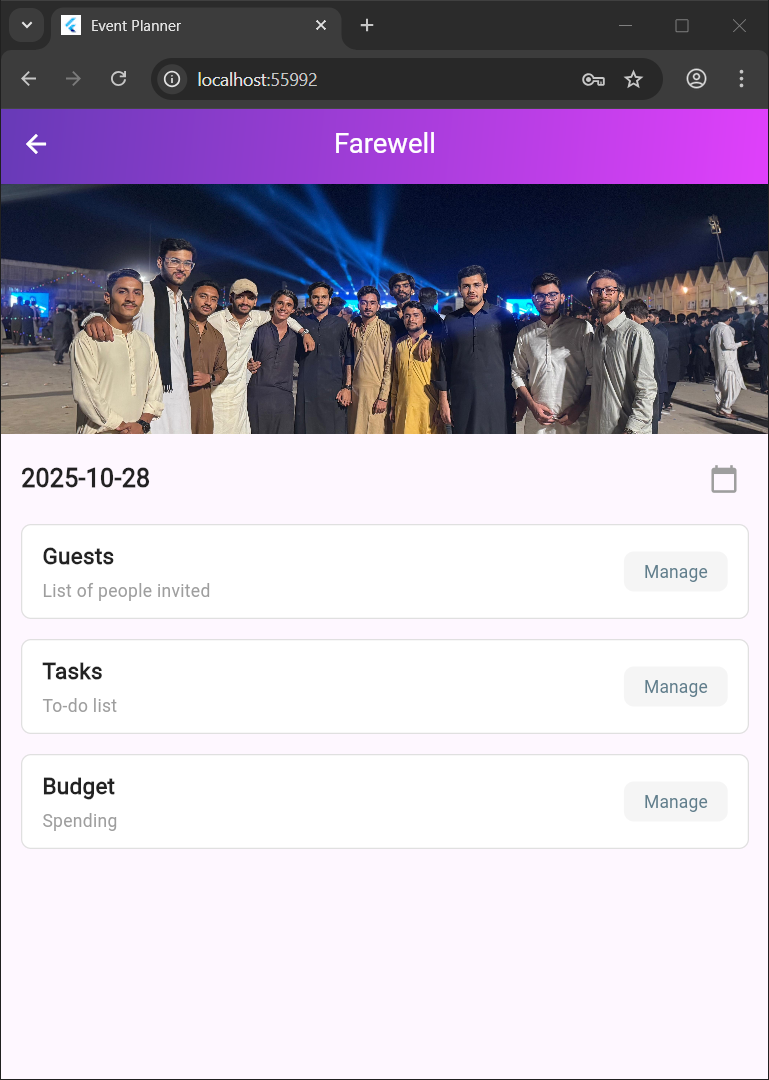 Event Planner
localhost:55992
Farewell
2025-10-28
Guests
List of people invited
Manage
Tasks
To-do list
Manage
Budget
Spending
Manage